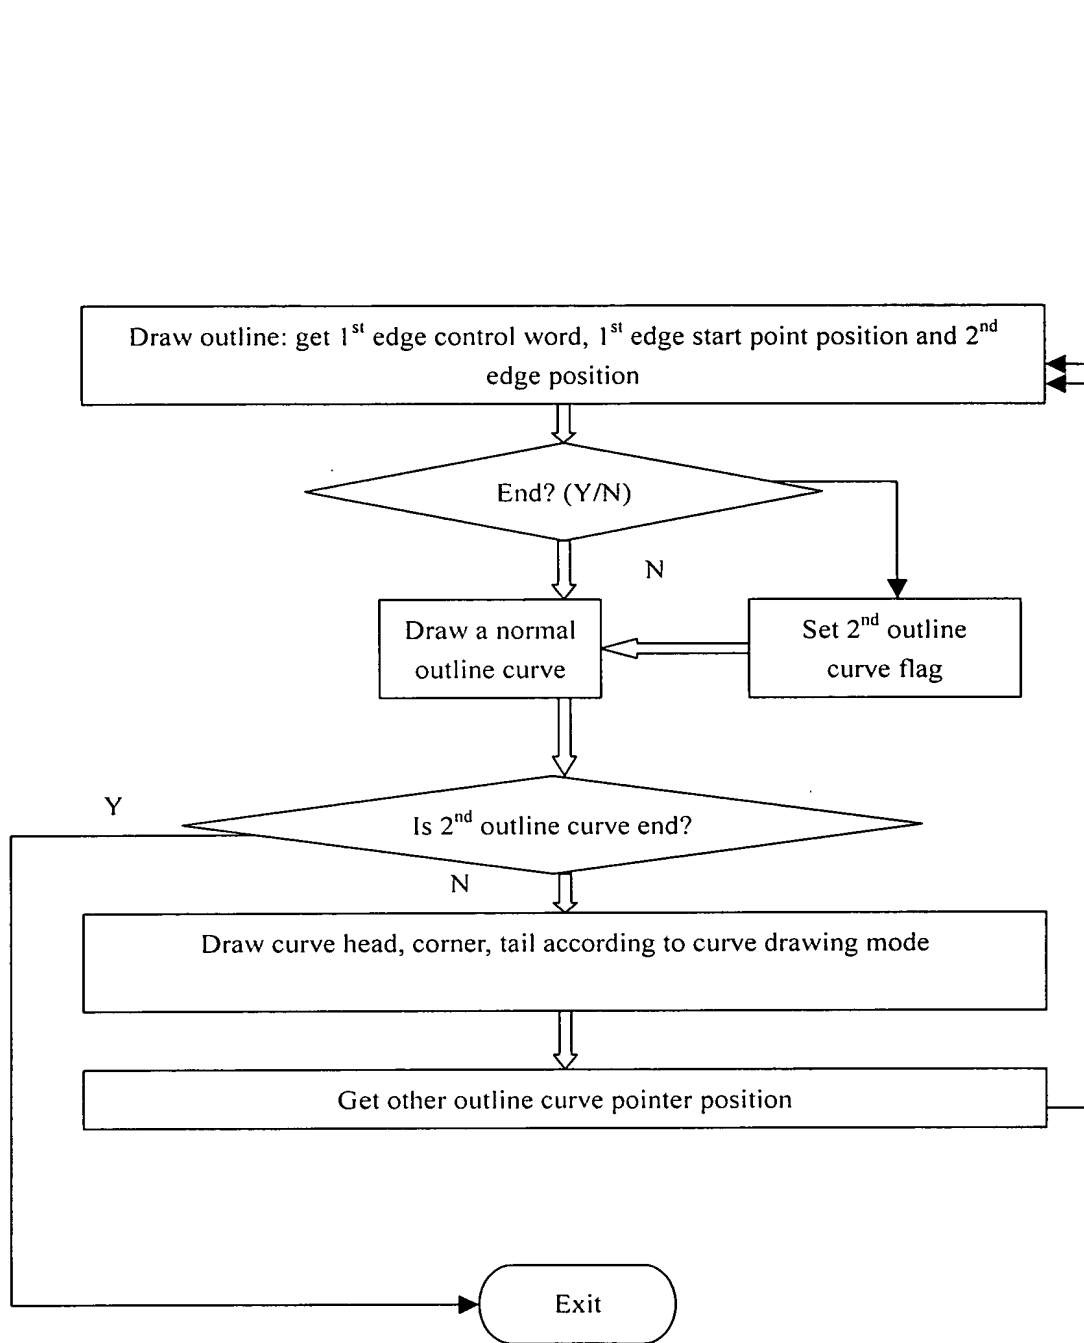 Draw outline: get 1st edge control word, 1st edge start point position and 2nd
edge position
End? (Y/N)
N
Draw a normal
outline curve
Set 2nd outline
curve flag
Y
Is 2nd outline curve end?
N
Draw curve head, corner, tail according to curve drawing mode
Get other outline curve pointer position
Exit